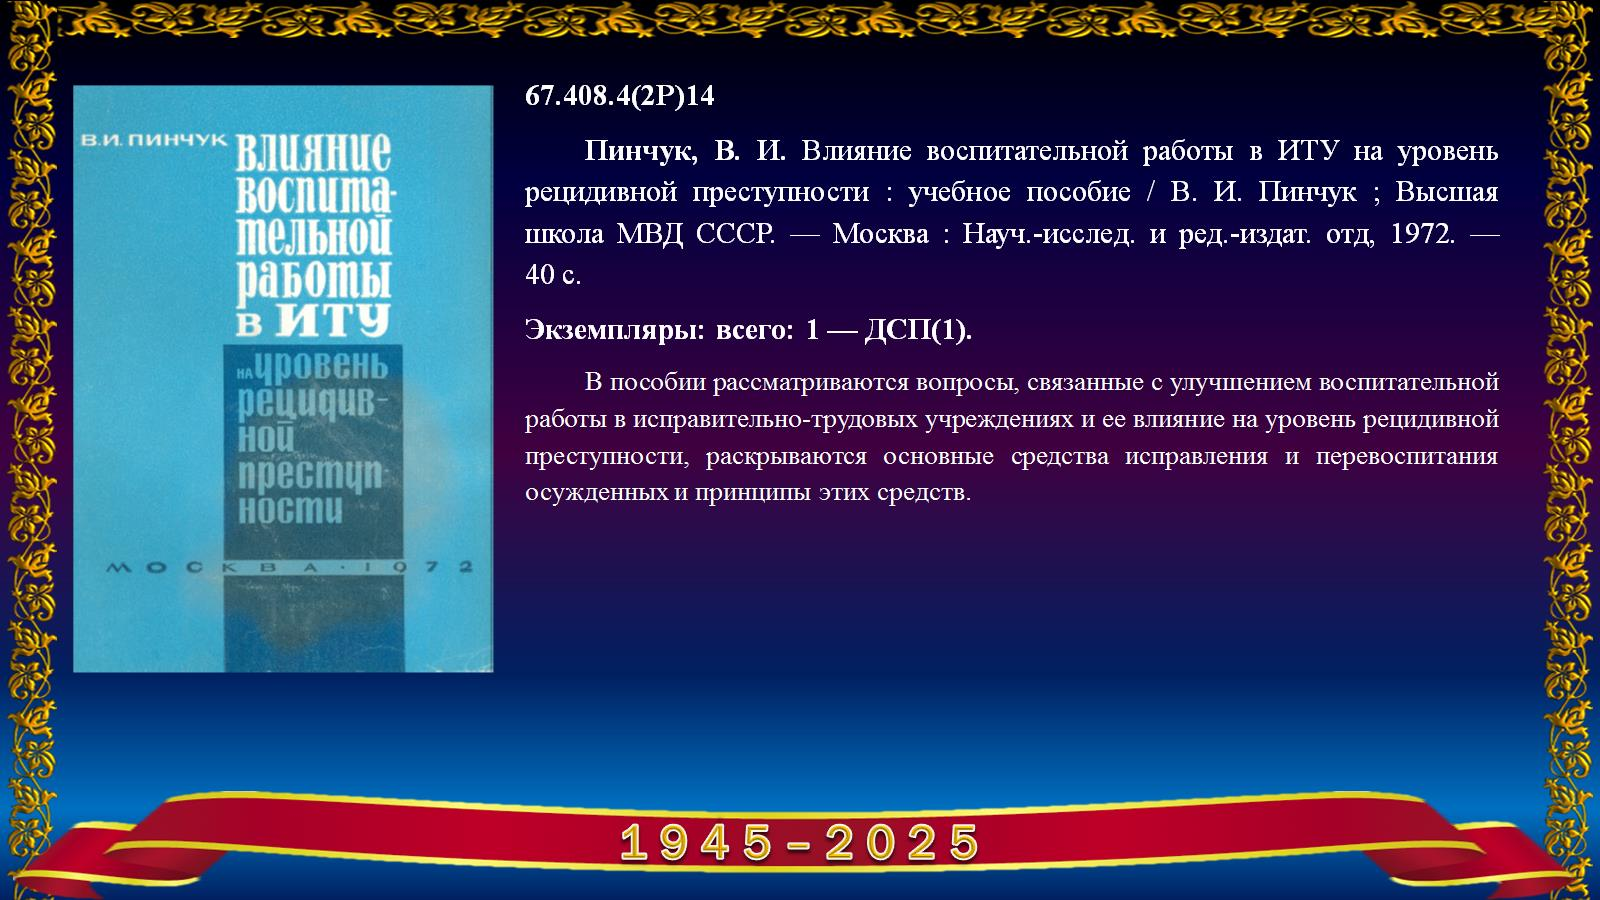 В.И. ПИНЧУК
ВЛИЯНИЕ
ВОСПИТА-
ТЕЛЬНОЙ
РАБОТЫ
В ИТУ
НА УРОВЕНЬ
РЕЦИДИВ-
НОЙ
ПРЕСТУП-
НОСТИ
МОСКВА · 1972
67.408.4(2Р)14
Пинчук, В. И. Влияние воспитательной работы в ИТУ на уровень
рецидивной преступности : учебное пособие / В. И. Пинчук ; Высшая
школа МВД СССР. — Москва : Науч.-исслед. и ред.-издат. отд, 1972. —
40 с.
Экземпляры: всего: 1 — ДСП(1).
В пособии рассматриваются вопросы, связанные с улучшением воспитательной
работы в исправительно-трудовых учреждениях и ее влияние на уровень рецидивной
преступности, раскрываются основные средства исправления и перевоспитания
осужденных и принципы этих средств.
1945–2025